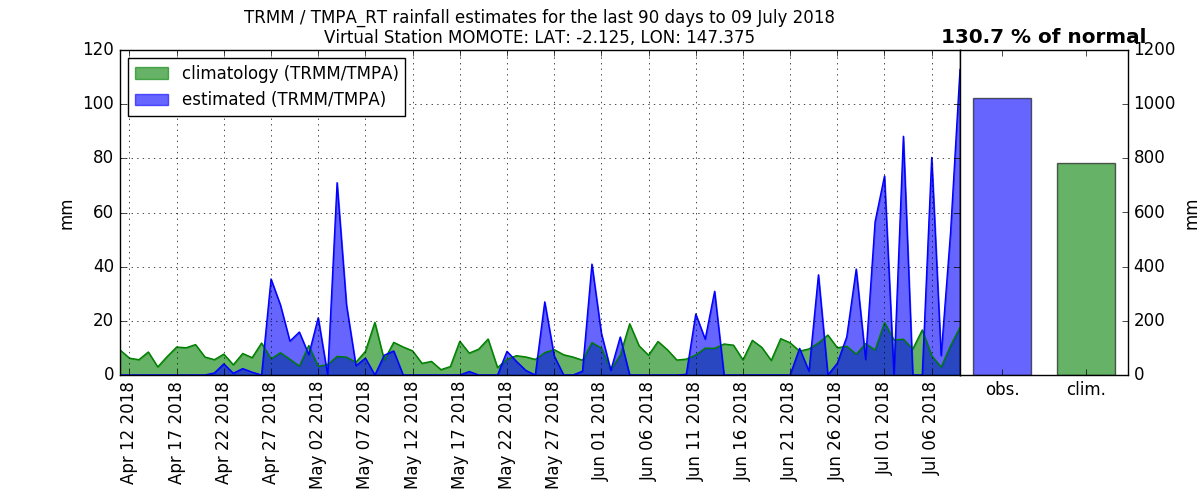 TRMM / TMPA_RT rainfall estimates for the last 90 days to 09 July 2018
Virtual Station MOMOTE: LAT: -2.125, LON: 147.375
130.7 % of normal
climatology (TRMM/TMPA)
estimated (TRMM/TMPA)
120
100
80
60
40
20
0
mm
1200
1000
800
600
400
200
0
mm
Apr 12 2018
Apr 17 2018
Apr 22 2018
Apr 27 2018
May 02 2018
May 07 2018
May 12 2018
May 17 2018
May 22 2018
May 27 2018
Jun 01 2018
Jun 06 2018
Jun 11 2018
Jun 16 2018
Jun 21 2018
Jun 26 2018
Jul 01 2018
Jul 06 2018
obs.
clim.